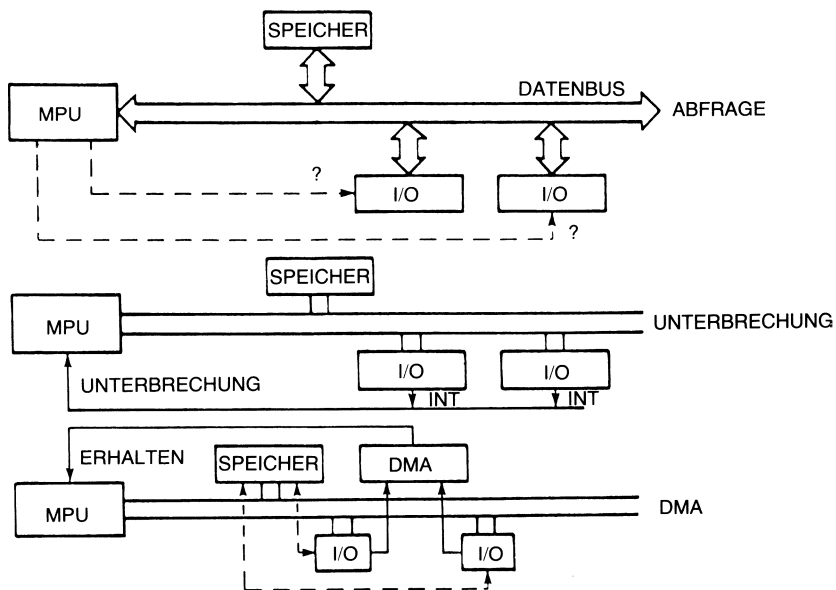 SPEICHER
DATENBUS
MPU
ABFRAGE
?
I/O
I/O
?
SPEICHER
MPU
UNTERBRECHUNG
I/O
I/O
UNTERBRECHUNG
INT
INT
ERHALTEN
SPEICHER
DMA
MPU
DMA
I/O
I/O